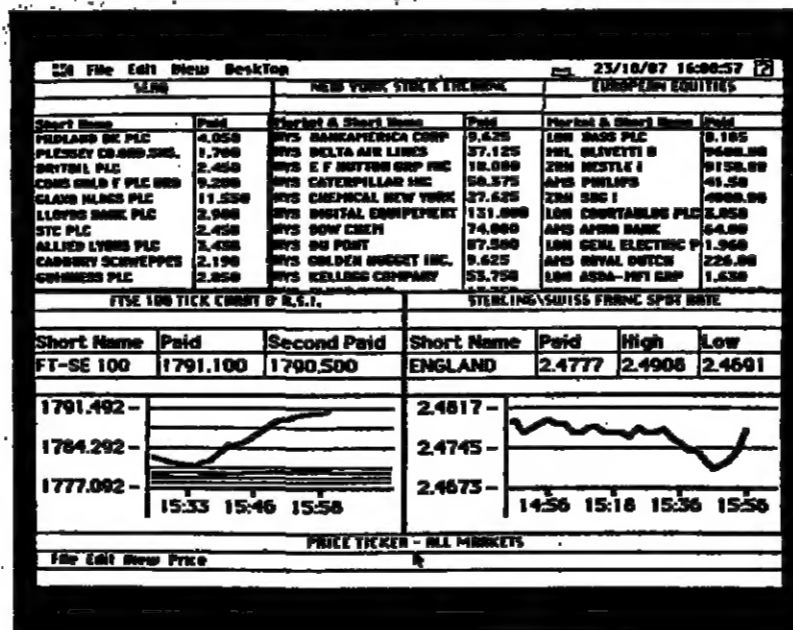 File Edit View DeskTop 23/10/87 16:00:57
SEAQ NEW YORK STOCK EXCHANGE EUROPEAN EQUITIES
Short Name Paid Market & Short Name Paid Market & Short Name Paid
MIDLAND BK PLC 4.050 NYS BANKAMERICA CORP 9.625 LON BASS PLC 8.185
PLESSEY CO.ORD.SHS. 1.700 NYS DELTA AIR LINES 37.125 MIL OLIVETTI
BRITOIL PLC 2.450 NYS E F HUTTON GRP INC 18.000 ZRH NESTLE
CONS GOLD F PLC ORD 9.200 NYS CATERPILLAR INC 50.375 AMS PHILIPS 41.50
GLAXO HLDGS PLC 11.550 NYS CHEMICAL NEW YORK 27.625 ZRH
LLOYDS BANK PLC 2.900 NYS DIGITAL EQUIPEMENT 131.000 LON COURTAULDS PLC 3.050
STC PLC 2.450 NYS DOW CHEM 74.000 AMS AMRO BANK 64.00
ALLIED LYONS PLC 3.450 NYS DU PONT 87.500 LON GENL ELECTRIC P 1.960
CADBURY SCHWEPPES 2.190 NYS GOLDEN NUGGET INC. 9.625 AMS ROYAL DUTCH 226.00
GUINNESS PLC 2.850 NYS KELLOGG COMPANY 53.750 LON ASDA-MFI GRP 1.630
FTSE 100 TICK CHART & R.S.I. STERLING\SWISS FRANC SPOT RATE
Short Name Paid Second Paid Short Name Paid High Low
FT-SE 100 1791.100 1790.500 ENGLAND 2.4777 2.4908 2.4691
1791.492 2.4817
1784.292 2.4745
1777.092 2.4673
15:33 15:46 15:58 14:56 15:18 15:36 15:56
PRICE TICKER - ALL MARKETS
File Edit View Price